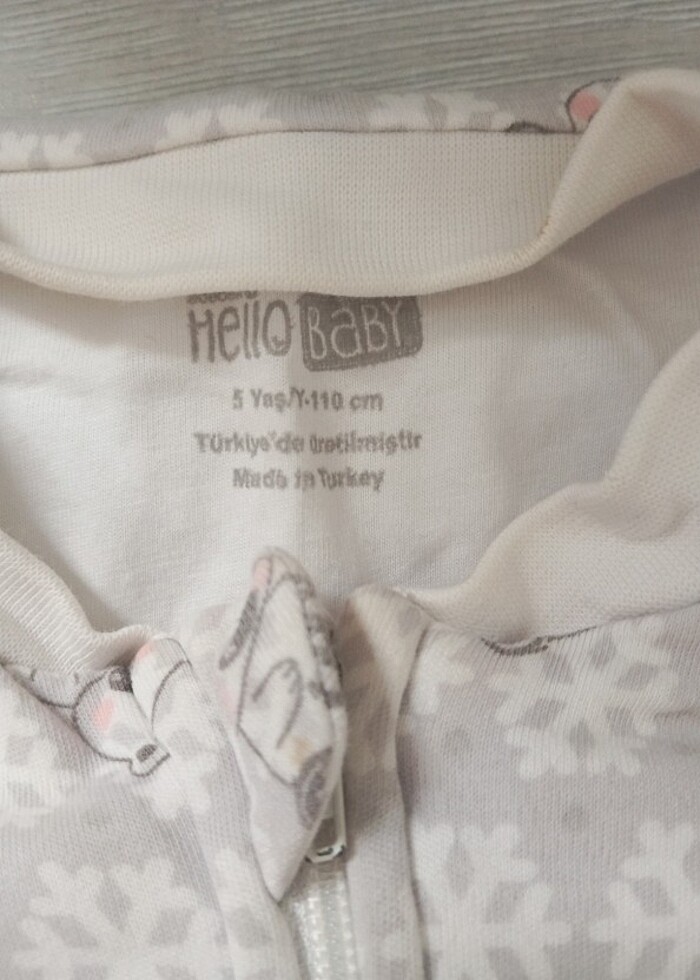 Hello BaBY
5 Yaş/Y-110 cm
Türkiye'de üretilmiştir
Made in Turkey